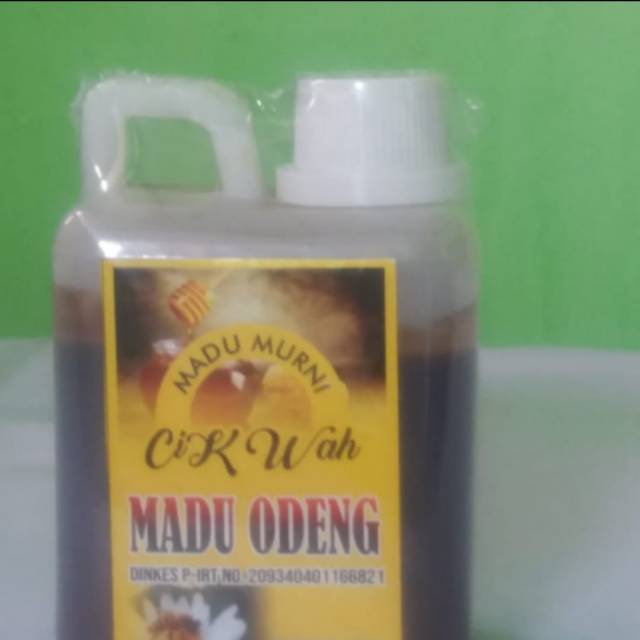 MADU MURNI
CiK Wah
MADU ODENG
DINKES P-IRT NO: 209340401166821